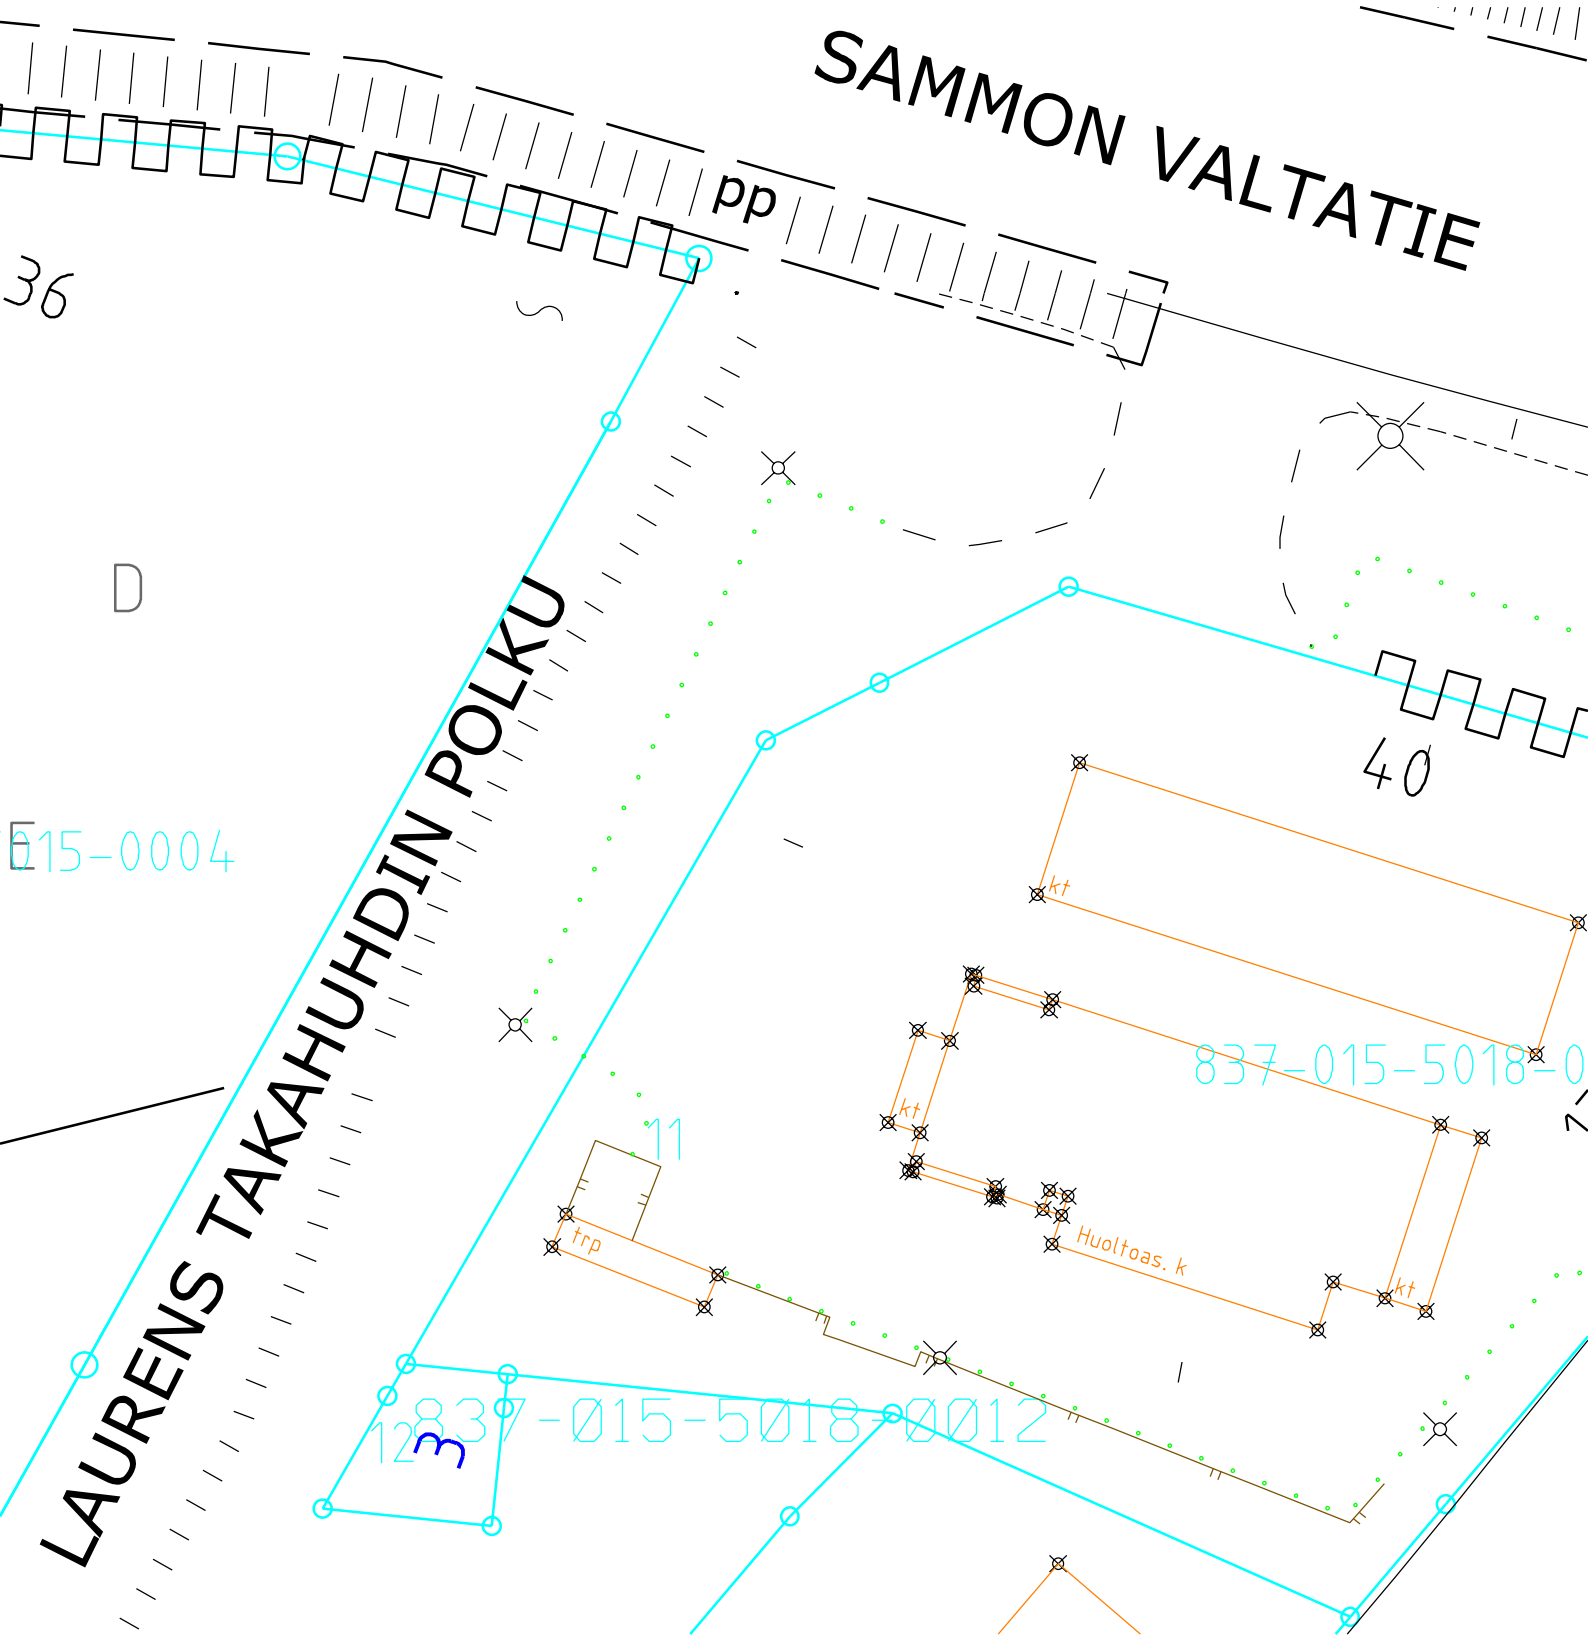 SAMMON VALTATIE
pp
36
D
E
015-0004
LAURENS TAKAHUHDIN POLKU
40
kt
837-015-5018-0
kt
11
trp
Huoltoas. k
kt
837-015-5018-0012
12
3